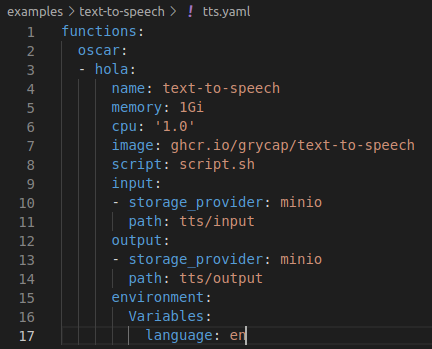 examples > text-to-speech > ! tts.yaml
1 functions:
2   oscar:
3   - hola:
4       name: text-to-speech
5       memory: 1Gi
6       cpu: '1.0'
7       image: ghcr.io/grycap/text-to-speech
8       script: script.sh
9       input:
10       - storage_provider: minio
11         path: tts/input
12       output:
13       - storage_provider: minio
14         path: tts/output
15       environment:
16         Variables:
17           language: en